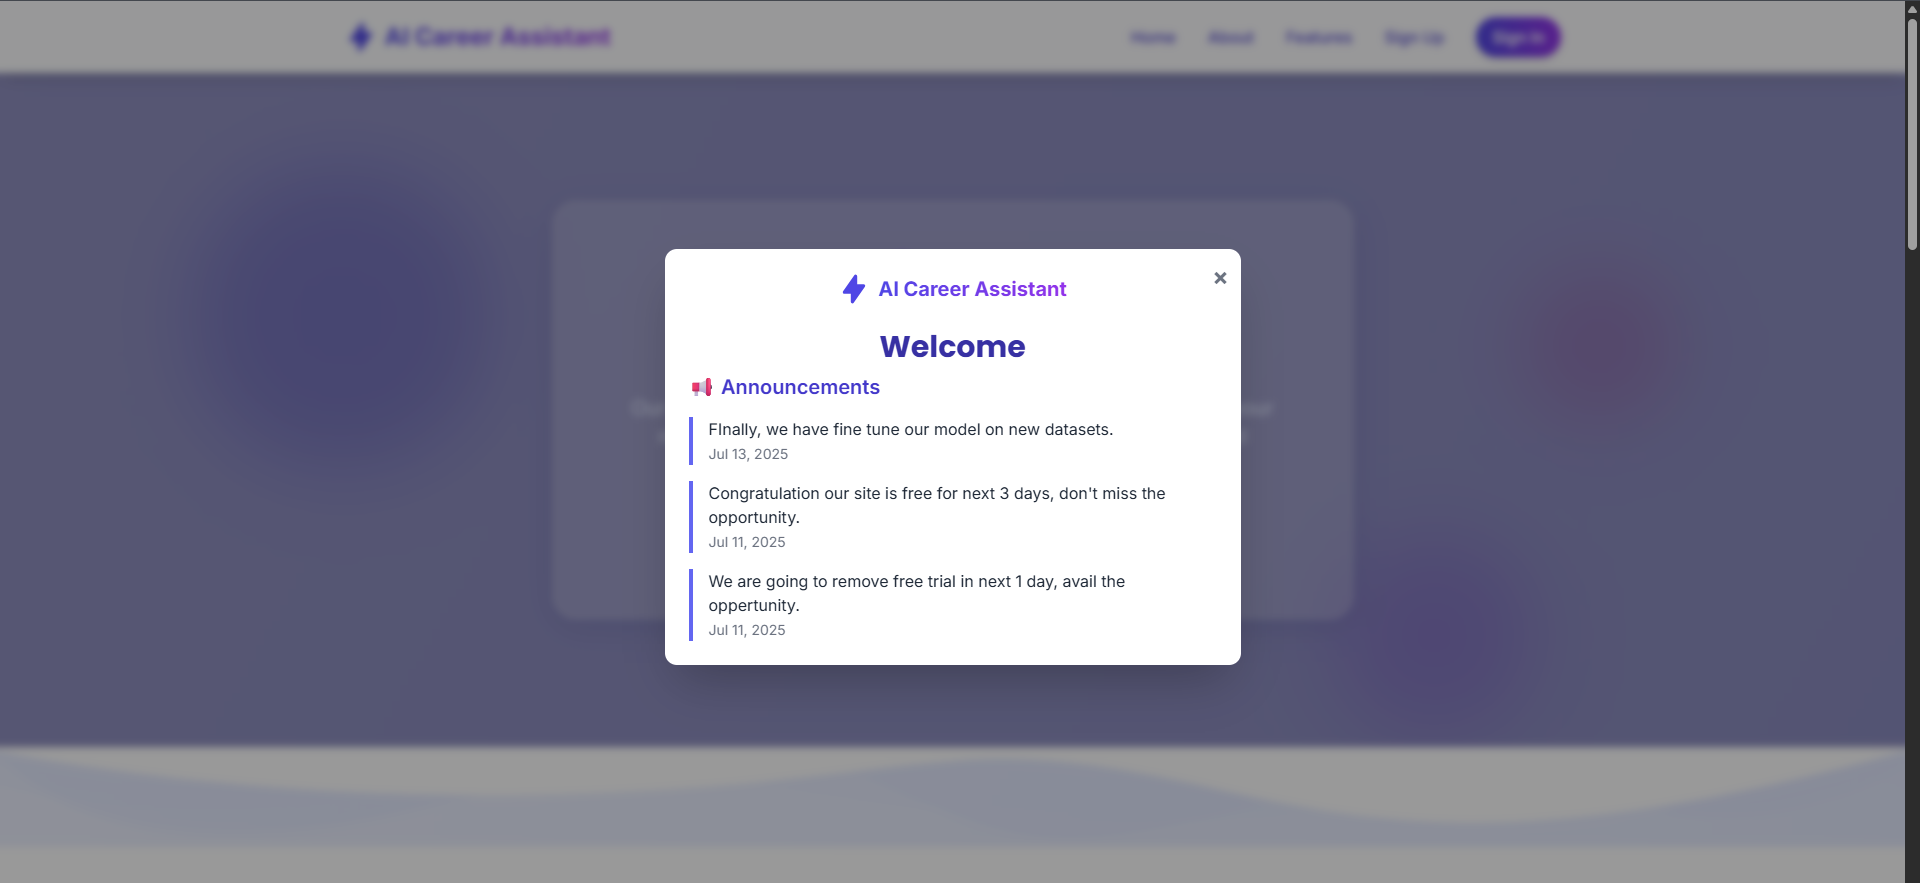 AI Career Assistant
Home
About
Features
Sign Up
Sign In
AI Career Assistant
×
Welcome
📢 Announcements
FInally, we have fine tune our model on new datasets.
Jul 13, 2025
Congratulation our site is free for next 3 days, don't miss the
opportunity.
Jul 11, 2025
We are going to remove free trial in next 1 day, avail the
oppertunity.
Jul 11, 2025